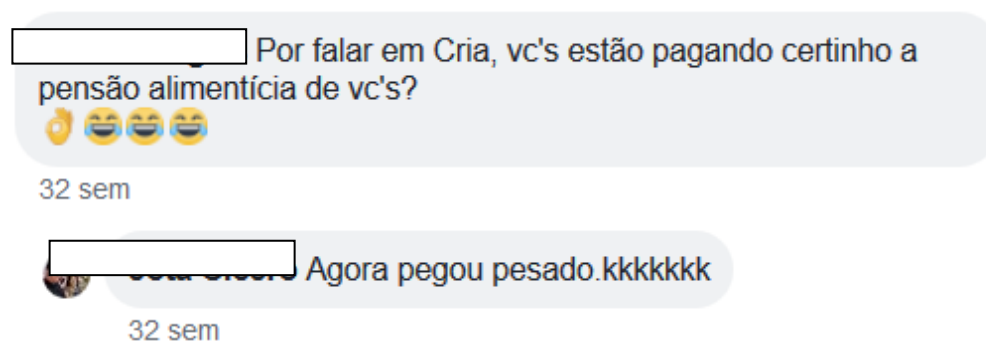 Por falar em Cria, vc's estão pagando certinho a
pensão alimentícia de vc's?
👌😂😂😂
32 sem
Agora pegou pesado.kkkkkkk
32 sem